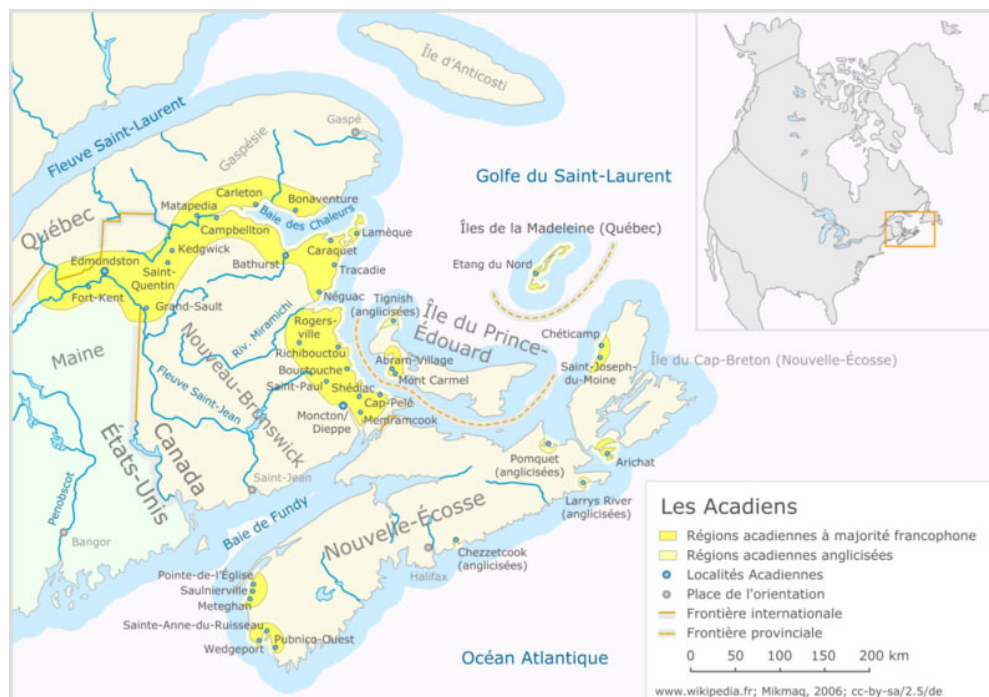 Île d'Anticosti
Fleuve Saint-Laurent
Gaspé
Gaspésie
Golfe du Saint-Laurent
Québec
Carleton
Bonaventure
Matapedia
Baie des Chaleurs
Campbellton
Lamèque
Îles de la Madeleine (Québec)
Kedgwick
Caraquet
Edmundston
Bathurst
Saint-
Quentin
Tracadie
Etang du Nord
Fort-Kent
Grand-Sault
Néguac
Tignish
(anglicisées)
Riv. Miramichi
Rogers-
ville
Île du Prince-
Édouard
Chéticamp
Maine
Richibouctou
Abram-Village
Saint-Joseph-
du-Moine
Île du Cap-Breton (Nouvelle-Écosse)
Bouctouche
Mont Carmel
Fleuve Saint-Jean
Nouveau-Brunswick
Saint-Paul
Shédiac
Cap-Pelé
Moncton/
Dieppe
Memramcook
États-Unis
Canada
Pomquet
(anglicisées)
Arichat
Penobscot
Saint-Jean
Larrys River
(anglicisées)
Baie de Fundy
Nouvelle-Écosse
Bangor
Chezzetcook
(anglicisées)
Halifax
Pointe-de-l'Église
Saulnierville
Meteghan
Sainte-Anne-du-Ruisseau
Pubnico-Ouest
Wedgeport
Océan Atlantique
Les Acadiens
Régions acadiennes à majorité francophone
Régions acadiennes anglicisées
Localités Acadiennes
Place de l'orientation
Frontière internationale
Frontière provinciale
0 50 100 150 200 km
www.wikipedia.fr; Mikmaq, 2006; cc-by-sa/2.5/de